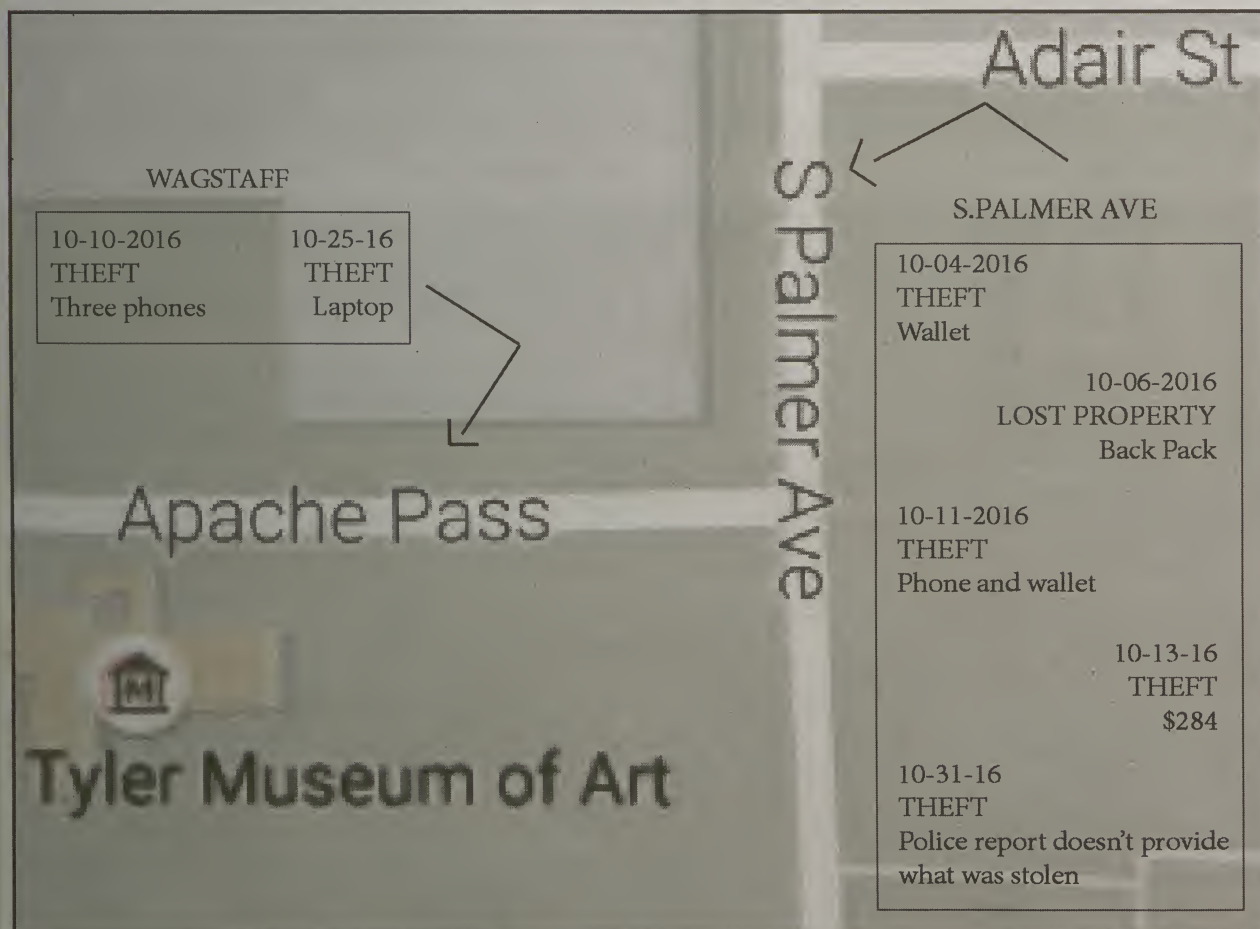 Adair St
WAGSTAFF
10-10-2016
THEFT
Three phones
10-25-16
THEFT
Laptop
S Palmer Ave
S.PALMER AVE
10-04-2016
THEFT
Wallet
10-06-2016
LOST PROPERTY
Back Pack
10-11-2016
THEFT
Phone and wallet
10-13-16
THEFT
$284
10-31-16
THEFT
Police report doesn't provide
what was stolen
Apache Pass
M
Tyler Museum of Art